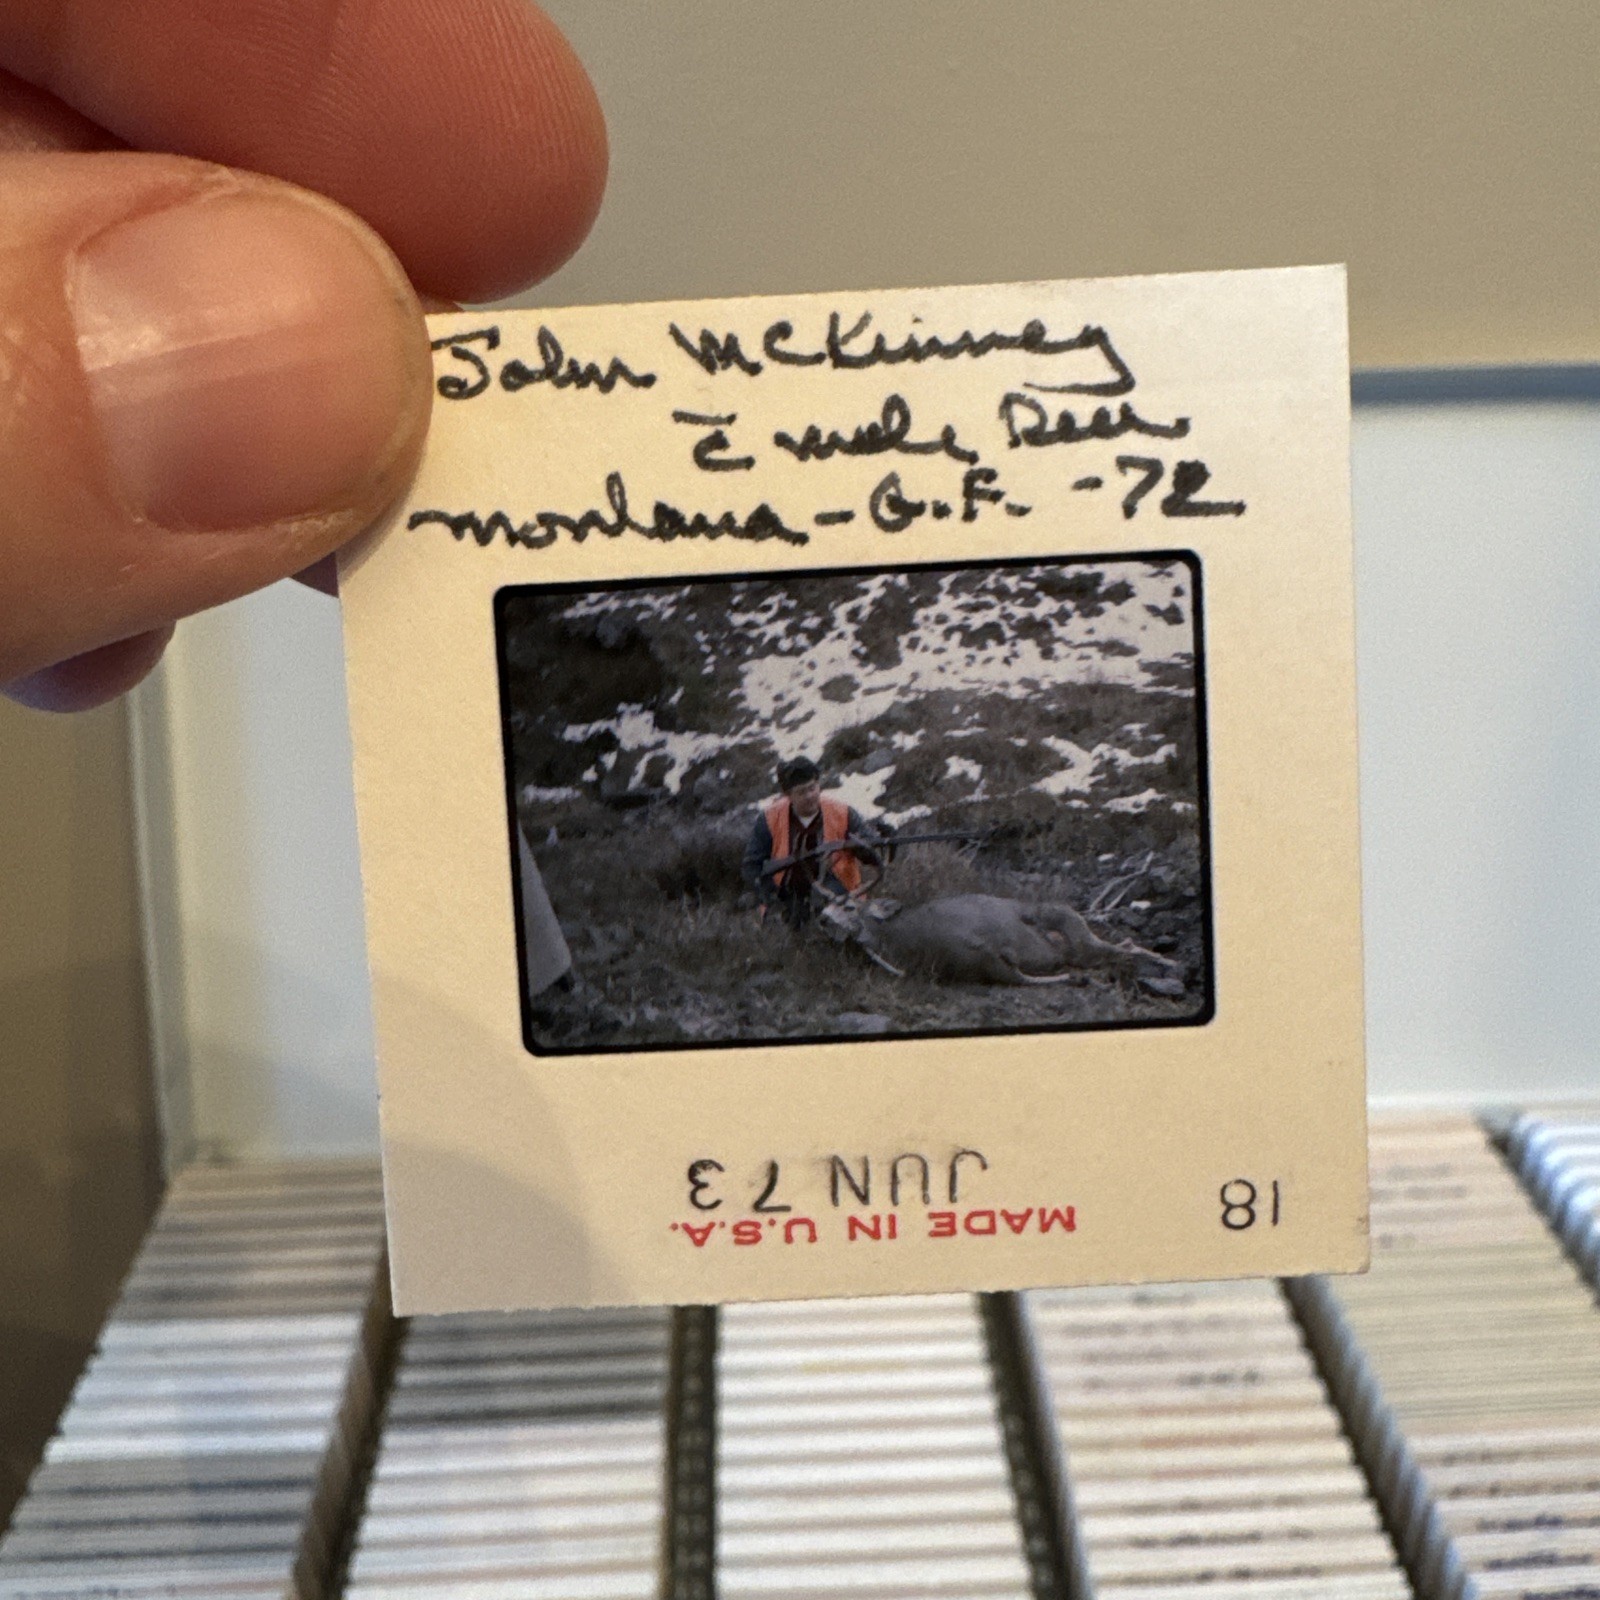 John McKinney
c̄ mule Deer
Montana - G.F. - 72
JUN 73
MADE IN U.S.A.
18